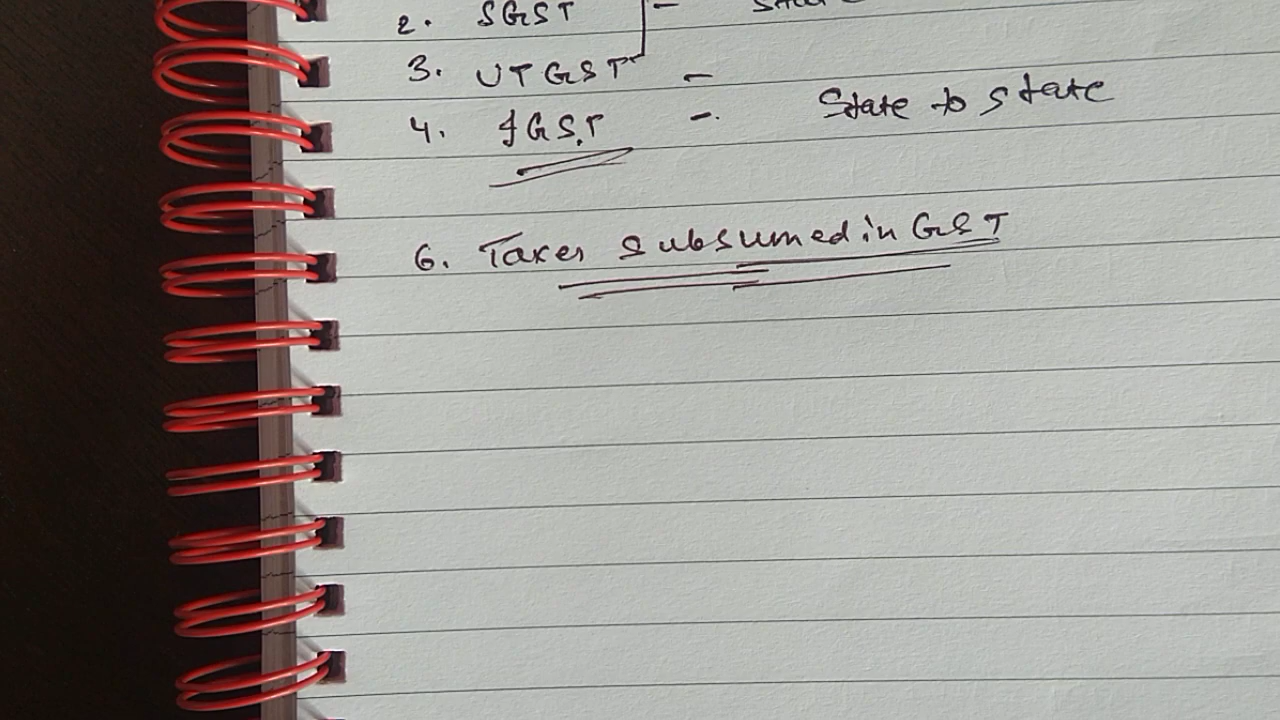 2. SGST -
3. UTGST -
4. IGST - State to state
6. Taxes subsumed in GST